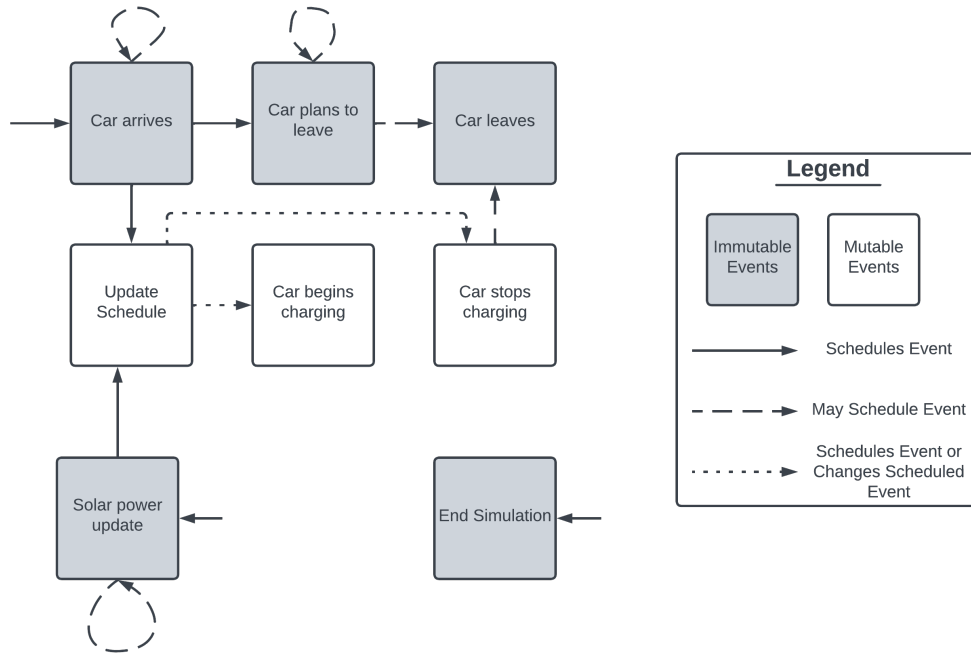 Car arrives
Car plans to
leave
Car leaves
Update
Schedule
Car begins
charging
Car stops
charging
Solar power
update
End Simulation
Legend
Immutable
Events
Mutable
Events
Schedules Event
May Schedule Event
Schedules Event or
Changes Scheduled
Event